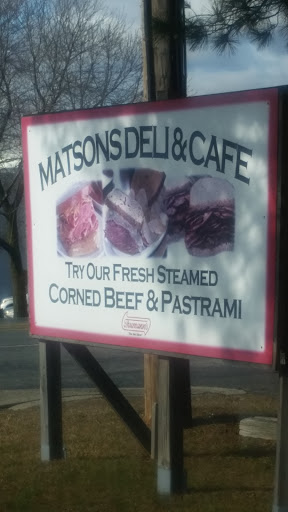 MATSONS DELI & CAFE
TRY OUR FRESH STEAMED
CORNED BEEF & PASTRAMI